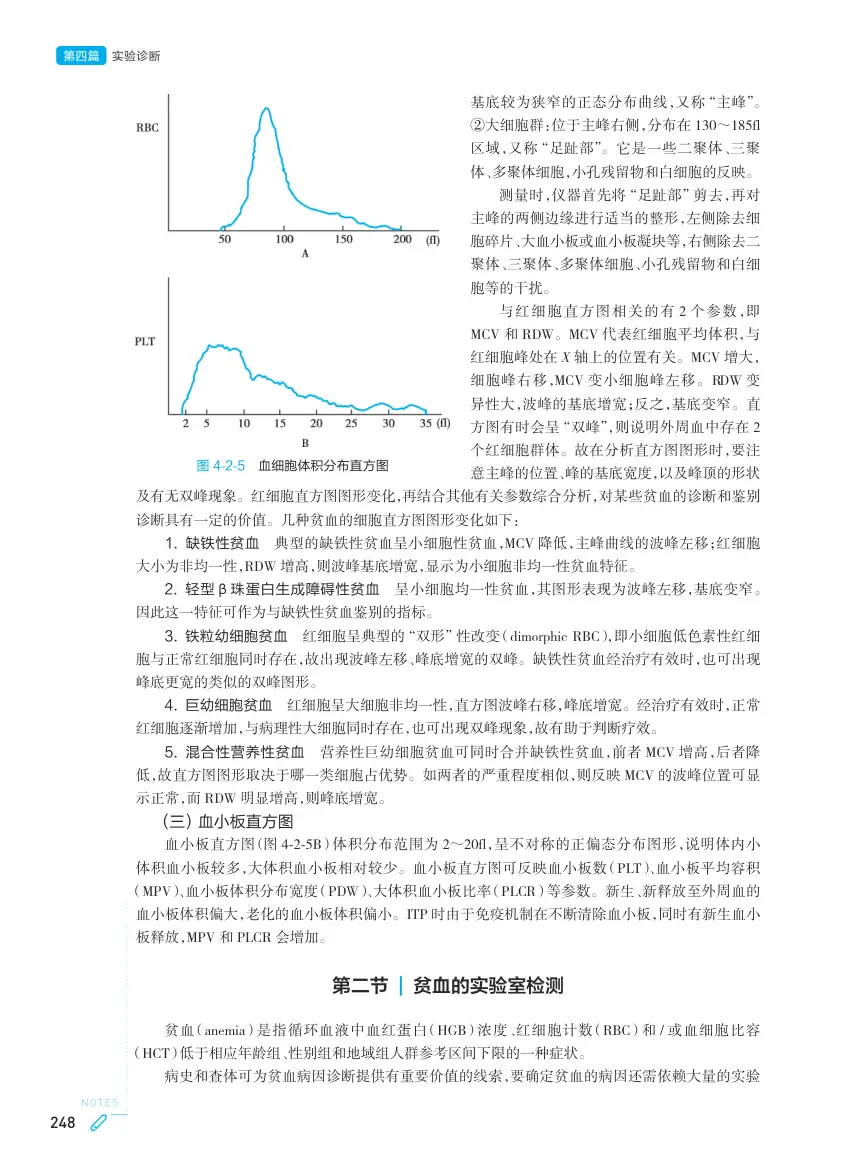 第四篇 实验诊断
RBC
50 100 150 200 (fl)
A
PLT
2 5 10 15 20 25 30 35 (fl)
B
图 4-2-5 血细胞体积分布直方图
基底较为狭窄的正态分布曲线,又称“主峰”。
②大细胞群:位于主峰右侧,分布在 130～185fl
区域,又称“足趾部”。它是一些二聚体、三聚
体、多聚体细胞,小孔残留物和白细胞的反映。
测量时,仪器首先将“足趾部”剪去,再对
主峰的两侧边缘进行适当的整形,左侧除去细
胞碎片、大血小板或血小板凝块等,右侧除去二
聚体、三聚体、多聚体细胞、小孔残留物和白细
胞等的干扰。
与红细胞直方图相关的有 2 个参数,即
MCV 和 RDW。MCV 代表红细胞平均体积,与
红细胞峰处在 X 轴上的位置有关。MCV 增大,
细胞峰右移,MCV 变小细胞峰左移。RDW 变
异性大,波峰的基底增宽;反之,基底变窄。直
方图有时会呈“双峰”,则说明外周血中存在 2
个红细胞群体。故在分析直方图图形时,要注
意主峰的位置、峰的基底宽度,以及峰顶的形状
及有无双峰现象。红细胞直方图图形变化,再结合其他有关参数综合分析,对某些贫血的诊断和鉴别
诊断具有一定的价值。几种贫血的细胞直方图图形变化如下:
1. 缺铁性贫血 典型的缺铁性贫血呈小细胞性贫血,MCV 降低,主峰曲线的波峰左移;红细胞
大小为非均一性,RDW 增高,则波峰基底增宽,显示为小细胞非均一性贫血特征。
2. 轻型 β 珠蛋白生成障碍性贫血 呈小细胞均一性贫血,其图形表现为波峰左移,基底变窄。
因此这一特征可作为与缺铁性贫血鉴别的指标。
3. 铁粒幼细胞贫血 红细胞呈典型的“双形”性改变(dimorphic RBC),即小细胞低色素性红细
胞与正常红细胞同时存在,故出现波峰左移、峰底增宽的双峰。缺铁性贫血经治疗有效时,也可出现
峰底更宽的类似的双峰图形。
4. 巨幼细胞贫血 红细胞呈大细胞非均一性,直方图波峰右移,峰底增宽。经治疗有效时,正常
红细胞逐渐增加,与病理性大细胞同时存在,也可出现双峰现象,故有助于判断疗效。
5. 混合性营养性贫血 营养性巨幼细胞贫血可同时合并缺铁性贫血,前者 MCV 增高,后者降
低,故直方图图形取决于哪一类细胞占优势。如两者的严重程度相似,则反映 MCV 的波峰位置可显
示正常,而 RDW 明显增高,则峰底增宽。
(三)血小板直方图
血小板直方图(图 4-2-5B)体积分布范围为 2～20fl,呈不对称的正偏态分布图形,说明体内小
体积血小板较多,大体积血小板相对较少。血小板直方图可反映血小板数(PLT)、血小板平均容积
(MPV)、血小板体积分布宽度(PDW)、大体积血小板比率(PLCR)等参数。新生、新释放至外周血的
血小板体积偏大,老化的血小板体积偏小。ITP 时由于免疫机制在不断清除血小板,同时有新生血小
板释放,MPV 和 PLCR 会增加。
第二节 | 贫血的实验室检测
贫血(anemia)是指循环血液中血红蛋白(HGB)浓度、红细胞计数(RBC)和/或血细胞比容
(HCT)低于相应年龄组、性别组和地域组人群参考区间下限的一种症状。
病史和查体可为贫血病因诊断提供有重要价值的线索,要确定贫血的病因还需依赖大量的实验
NOTES
248